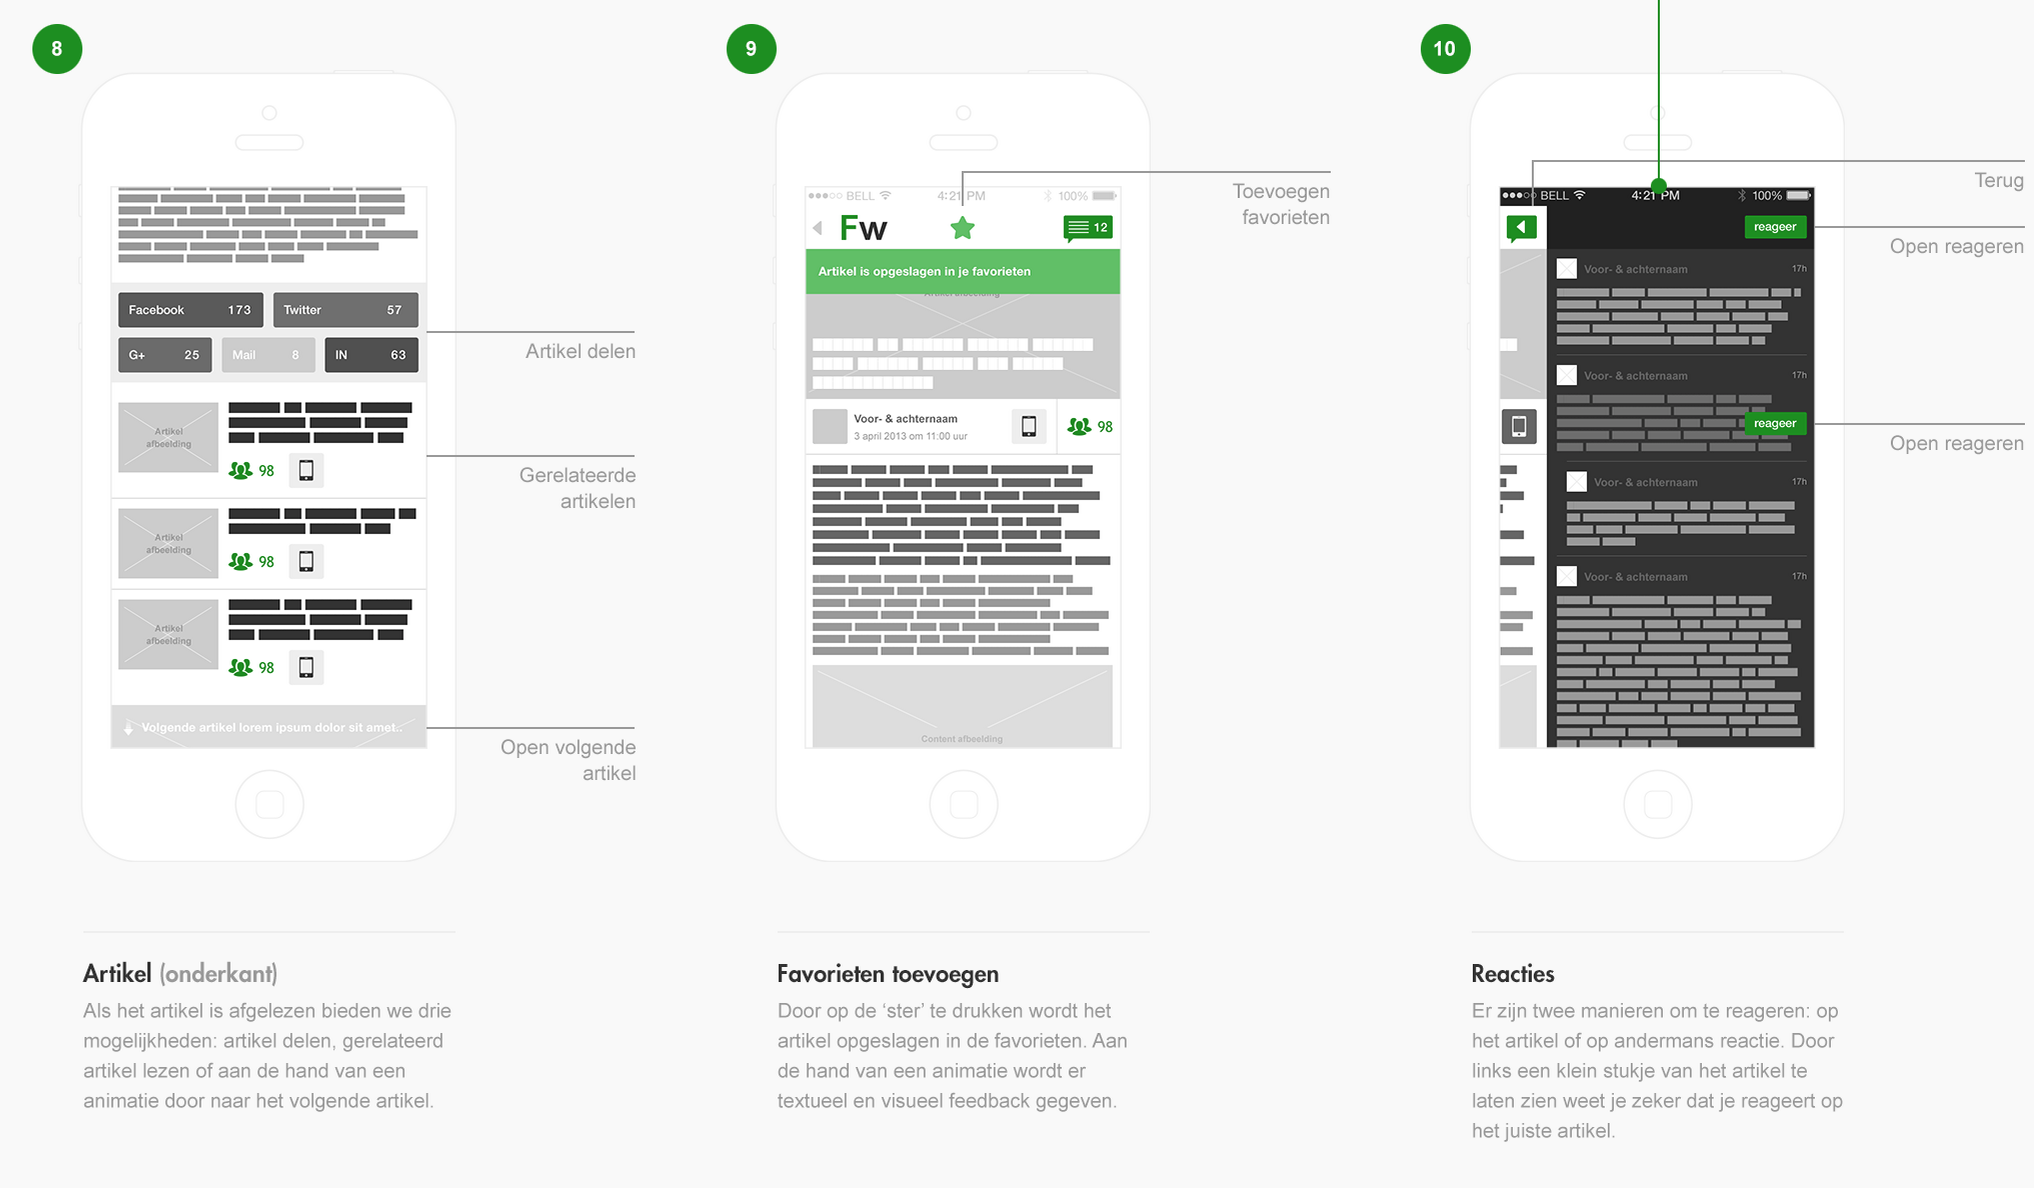 8
9
10
Facebook 173
Twitter 57
G+ 25
Mail 8
IN 63
Artikel delen
Artikel
afbeelding
98
Gerelateerde
artikelen
Artikel
afbeelding
98
Artikel
afbeelding
98
Volgende artikel lorem ipsum dolor sit amet..
Open volgende
artikel
Artikel (onderkant)
Als het artikel is afgelezen bieden we drie
mogelijkheden: artikel delen, gerelateerd
artikel lezen of aan de hand van een
animatie door naar het volgende artikel.
BELL 4:21 PM 100%
Toevoegen
favorieten
Fw
12
Artikel is opgeslagen in je favorieten
Artikel afbeelding
Voor- & achternaam
3 april 2013 om 11:00 uur
98
Content afbeelding
Favorieten toevoegen
Door op de ‘ster’ te drukken wordt het
artikel opgeslagen in de favorieten. Aan
de hand van een animatie wordt er
textueel en visueel feedback gegeven.
BELL 4:21 PM 100%
Terug
reageer
Open reageren
Voor- & achternaam 17h
Voor- & achternaam 17h
reageer
Open reageren
Voor- & achternaam 17h
Voor- & achternaam 17h
Reacties
Er zijn twee manieren om te reageren: op
het artikel of op andermans reactie. Door
links een klein stukje van het artikel te
laten zien weet je zeker dat je reageert op
het juiste artikel.